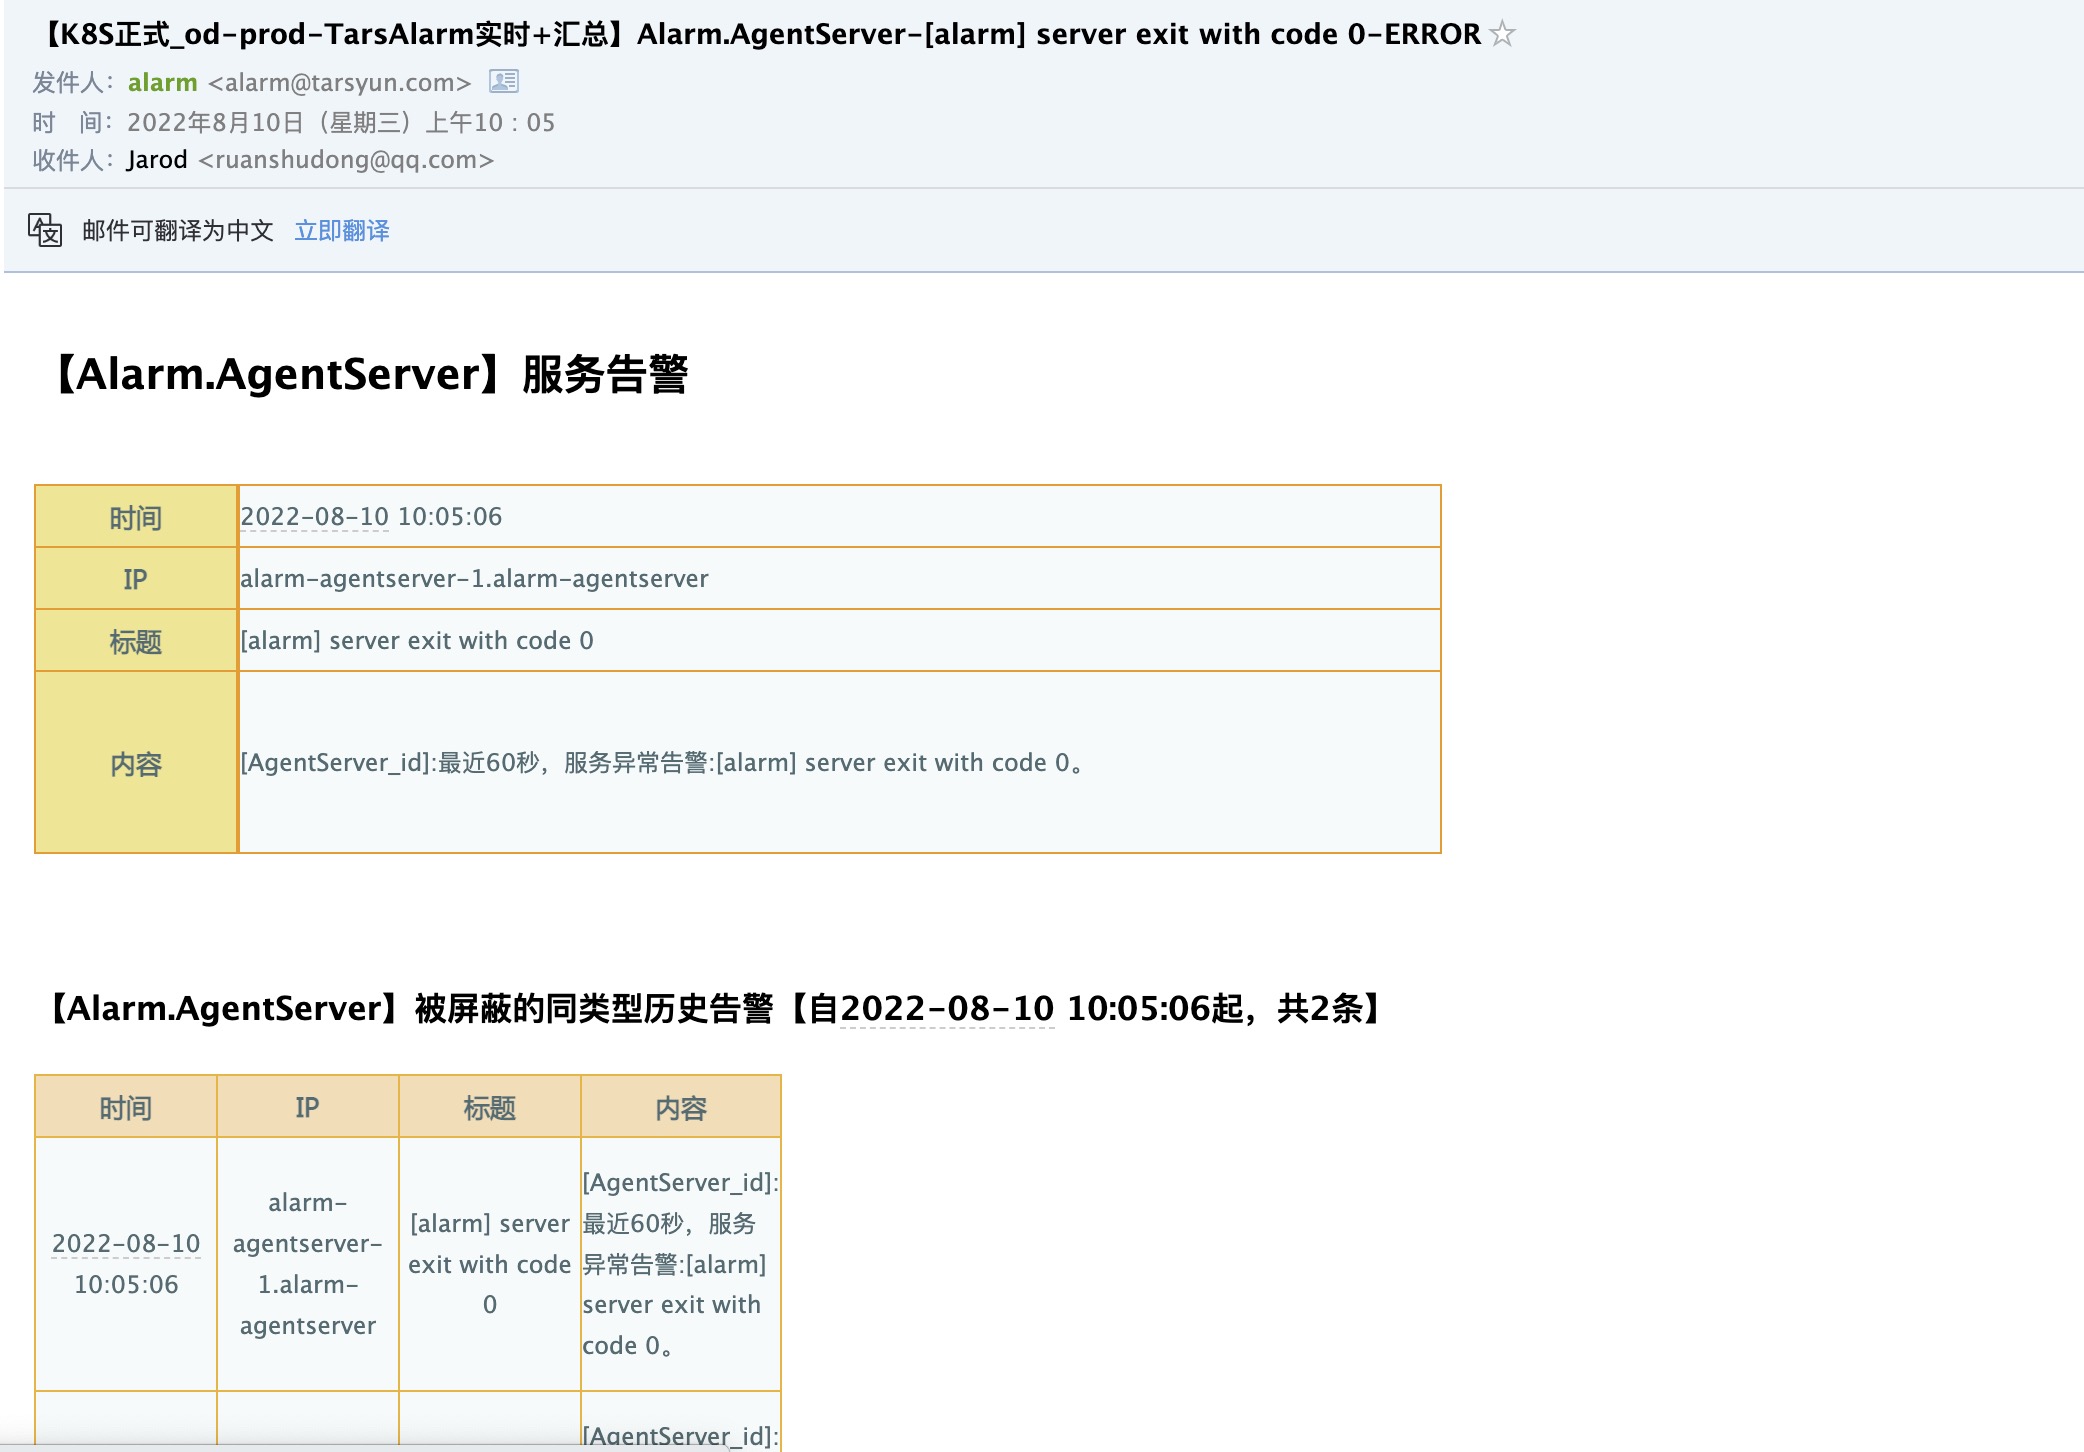 【K8S正式_od-prod-TarsAlarm实时+汇总】Alarm.AgentServer-[alarm] server exit with code 0-ERROR
发件人：alarm <alarm@tarsyun.com>
时 间：2022年8月10日（星期三）上午10 : 05
收件人：Jarod <ruanshudong@qq.com>
邮件可翻译为中文 立即翻译
【Alarm.AgentServer】服务告警
时间 2022-08-10 10:05:06
IP alarm-agentserver-1.alarm-agentserver
标题 [alarm] server exit with code 0
内容 [AgentServer_id]:最近60秒，服务异常告警:[alarm] server exit with code 0。
【Alarm.AgentServer】被屏蔽的同类型历史告警【自2022-08-10 10:05:06起，共2条】
时间 IP 标题 内容
2022-08-10
10:05:06
alarm-
agentserver-
1.alarm-
agentserver
[alarm] server
exit with code
0
[AgentServer_id]:
最近60秒，服务
异常告警:[alarm]
server exit with
code 0。
[AgentServer_id]: